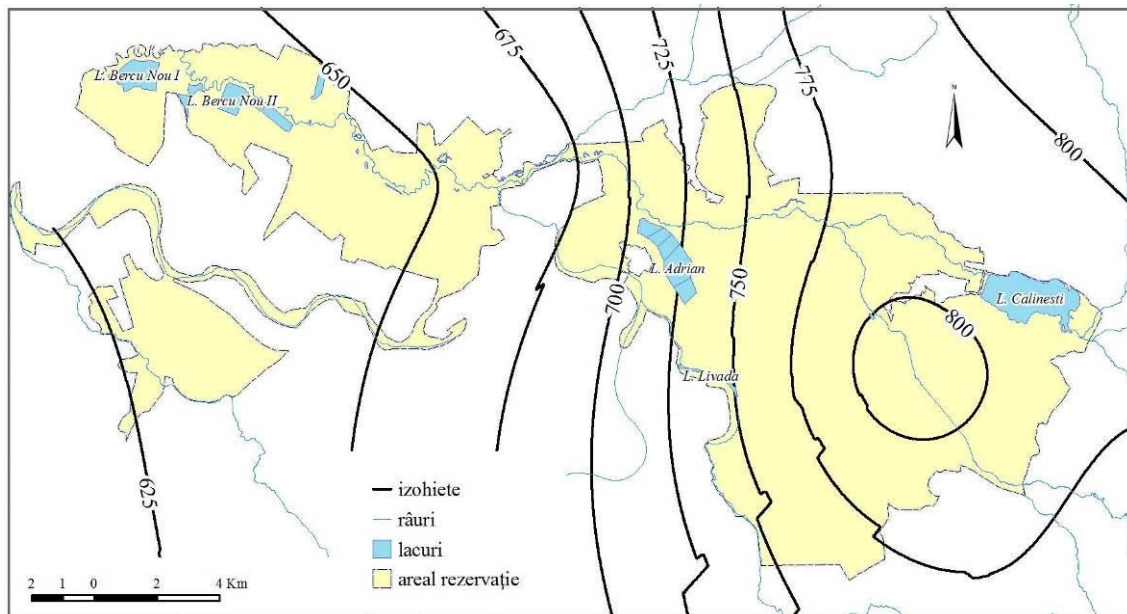 L. Bercu Nou I
L. Bercu Nou II
650
675
725
775
800
N
L. Adrian
700
750
L. Calinesti
800
L. Livada
625
izohiete
râuri
lacuri
areal rezervație
2 1 0 2 4 Km